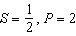 S = 1/2 , P = 2